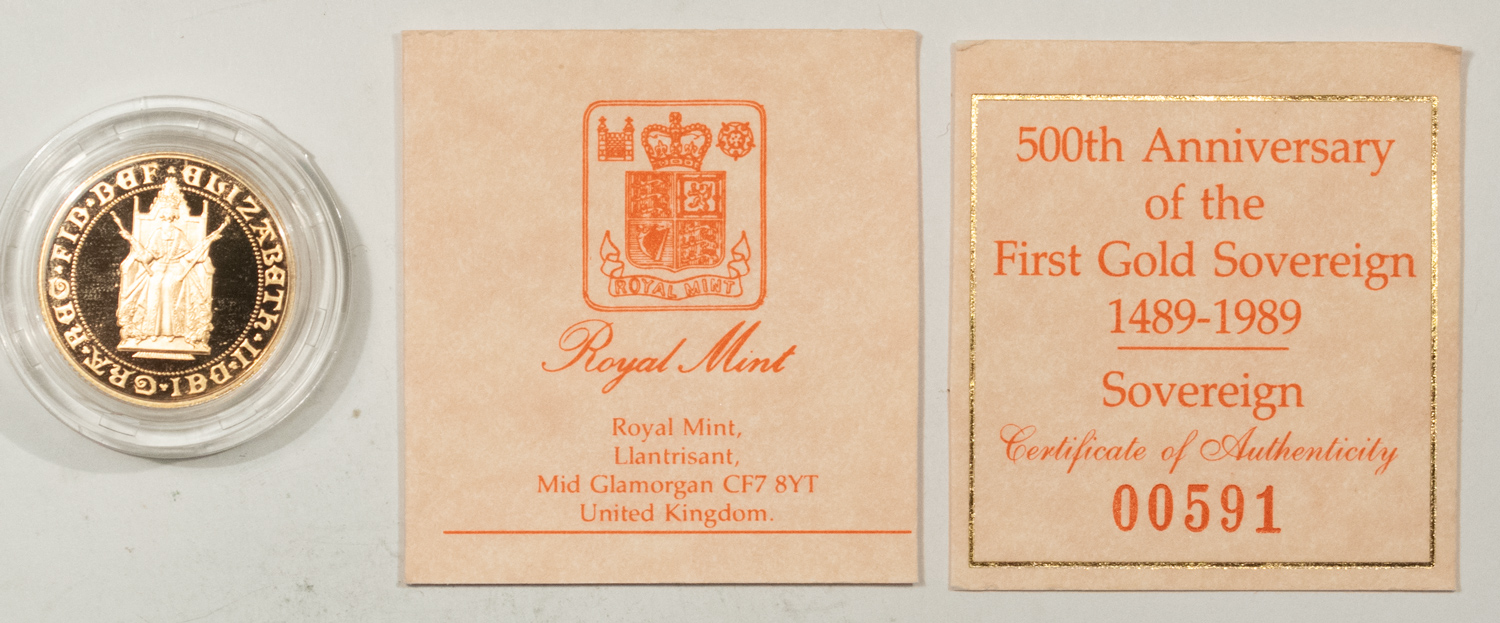 ELIZABETH·II·DEI·GRA·REG·FID·DEF·
ROYAL MINT
Royal Mint
Royal Mint,
Llantrisant,
Mid Glamorgan CF7 8YT
United Kingdom.
500th Anniversary
of the
First Gold Sovereign
1489-1989
Sovereign
Certificate of Authenticity
00591